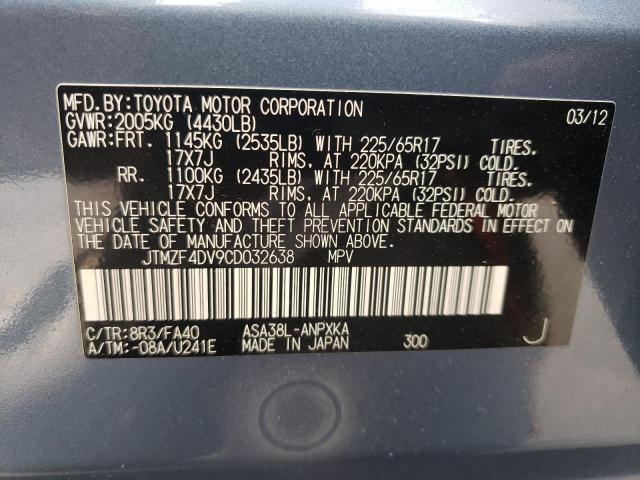 MFD.BY:TOYOTA MOTOR CORPORATION 03/12
GVWR:2005KG (4430LB)
GAWR:FRT. 1145KG (2535LB) WITH 225/65R17 TIRES.
17X7J RIMS, AT 220KPA (32PSI) COLD.
RR. 1100KG (2435LB) WITH 225/65R17 TIRES.
17X7J RIMS, AT 220KPA (32PSI) COLD.
THIS VEHICLE CONFORMS TO ALL APPLICABLE FEDERAL MOTOR
VEHICLE SAFETY AND THEFT PREVENTION STANDARDS IN EFFECT ON
THE DATE OF MANUFACTURE SHOWN ABOVE.
JTMZF4DV9CD032638 MPV
C/TR:8R3/FA40 ASA38L-ANPXKA
A/TM:-08A/U241E MADE IN JAPAN 300 J